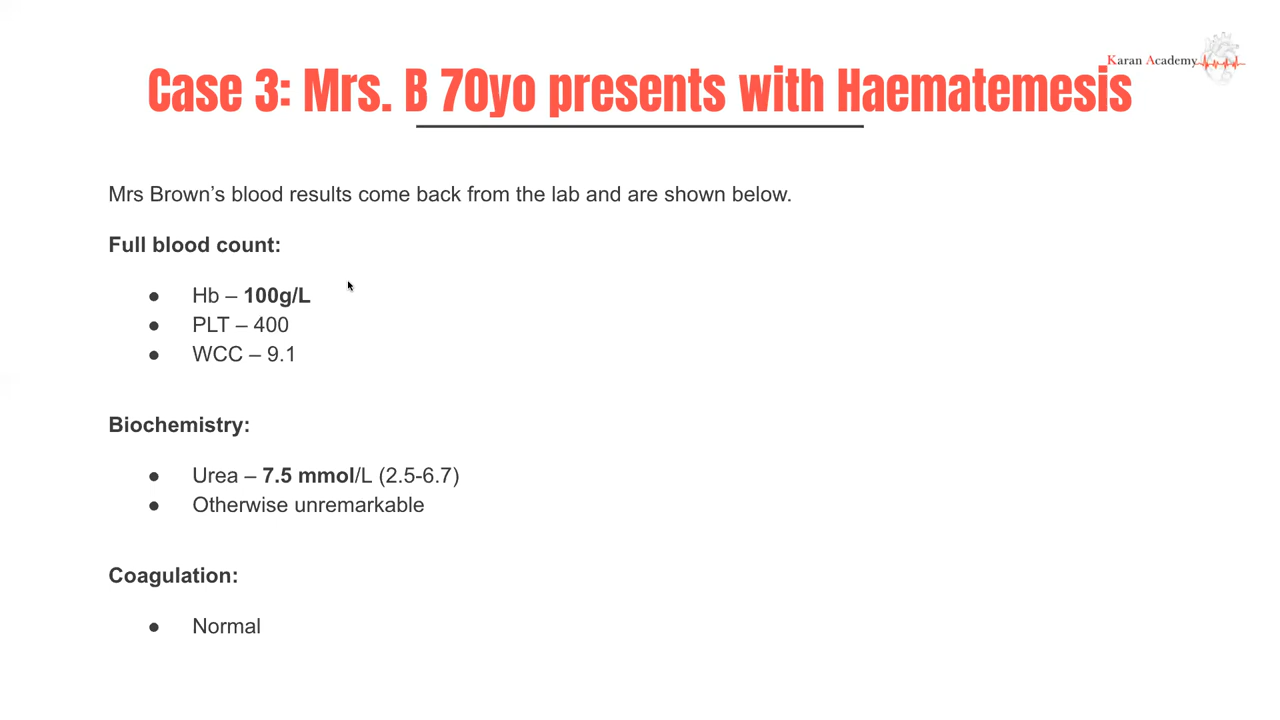 Karan Academy
Case 3: Mrs. B 70yo presents with Haematemesis
Mrs Brown’s blood results come back from the lab and are shown below.
Full blood count:
● Hb – 100g/L
● PLT – 400
● WCC – 9.1
Biochemistry:
● Urea – 7.5 mmol/L (2.5-6.7)
● Otherwise unremarkable
Coagulation:
● Normal